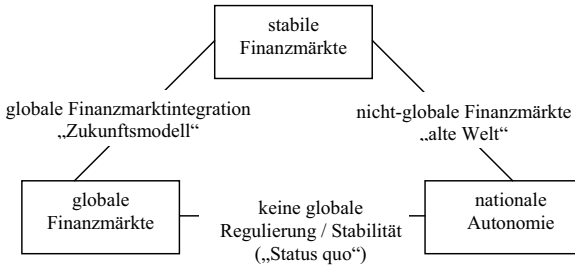 stabile
Finanzmärkte
globale Finanzmarktintegration
„Zukunftsmodell“
nicht-globale Finanzmärkte
„alte Welt“
globale
Finanzmärkte
keine globale
Regulierung / Stabilität
(„Status quo“)
nationale
Autonomie